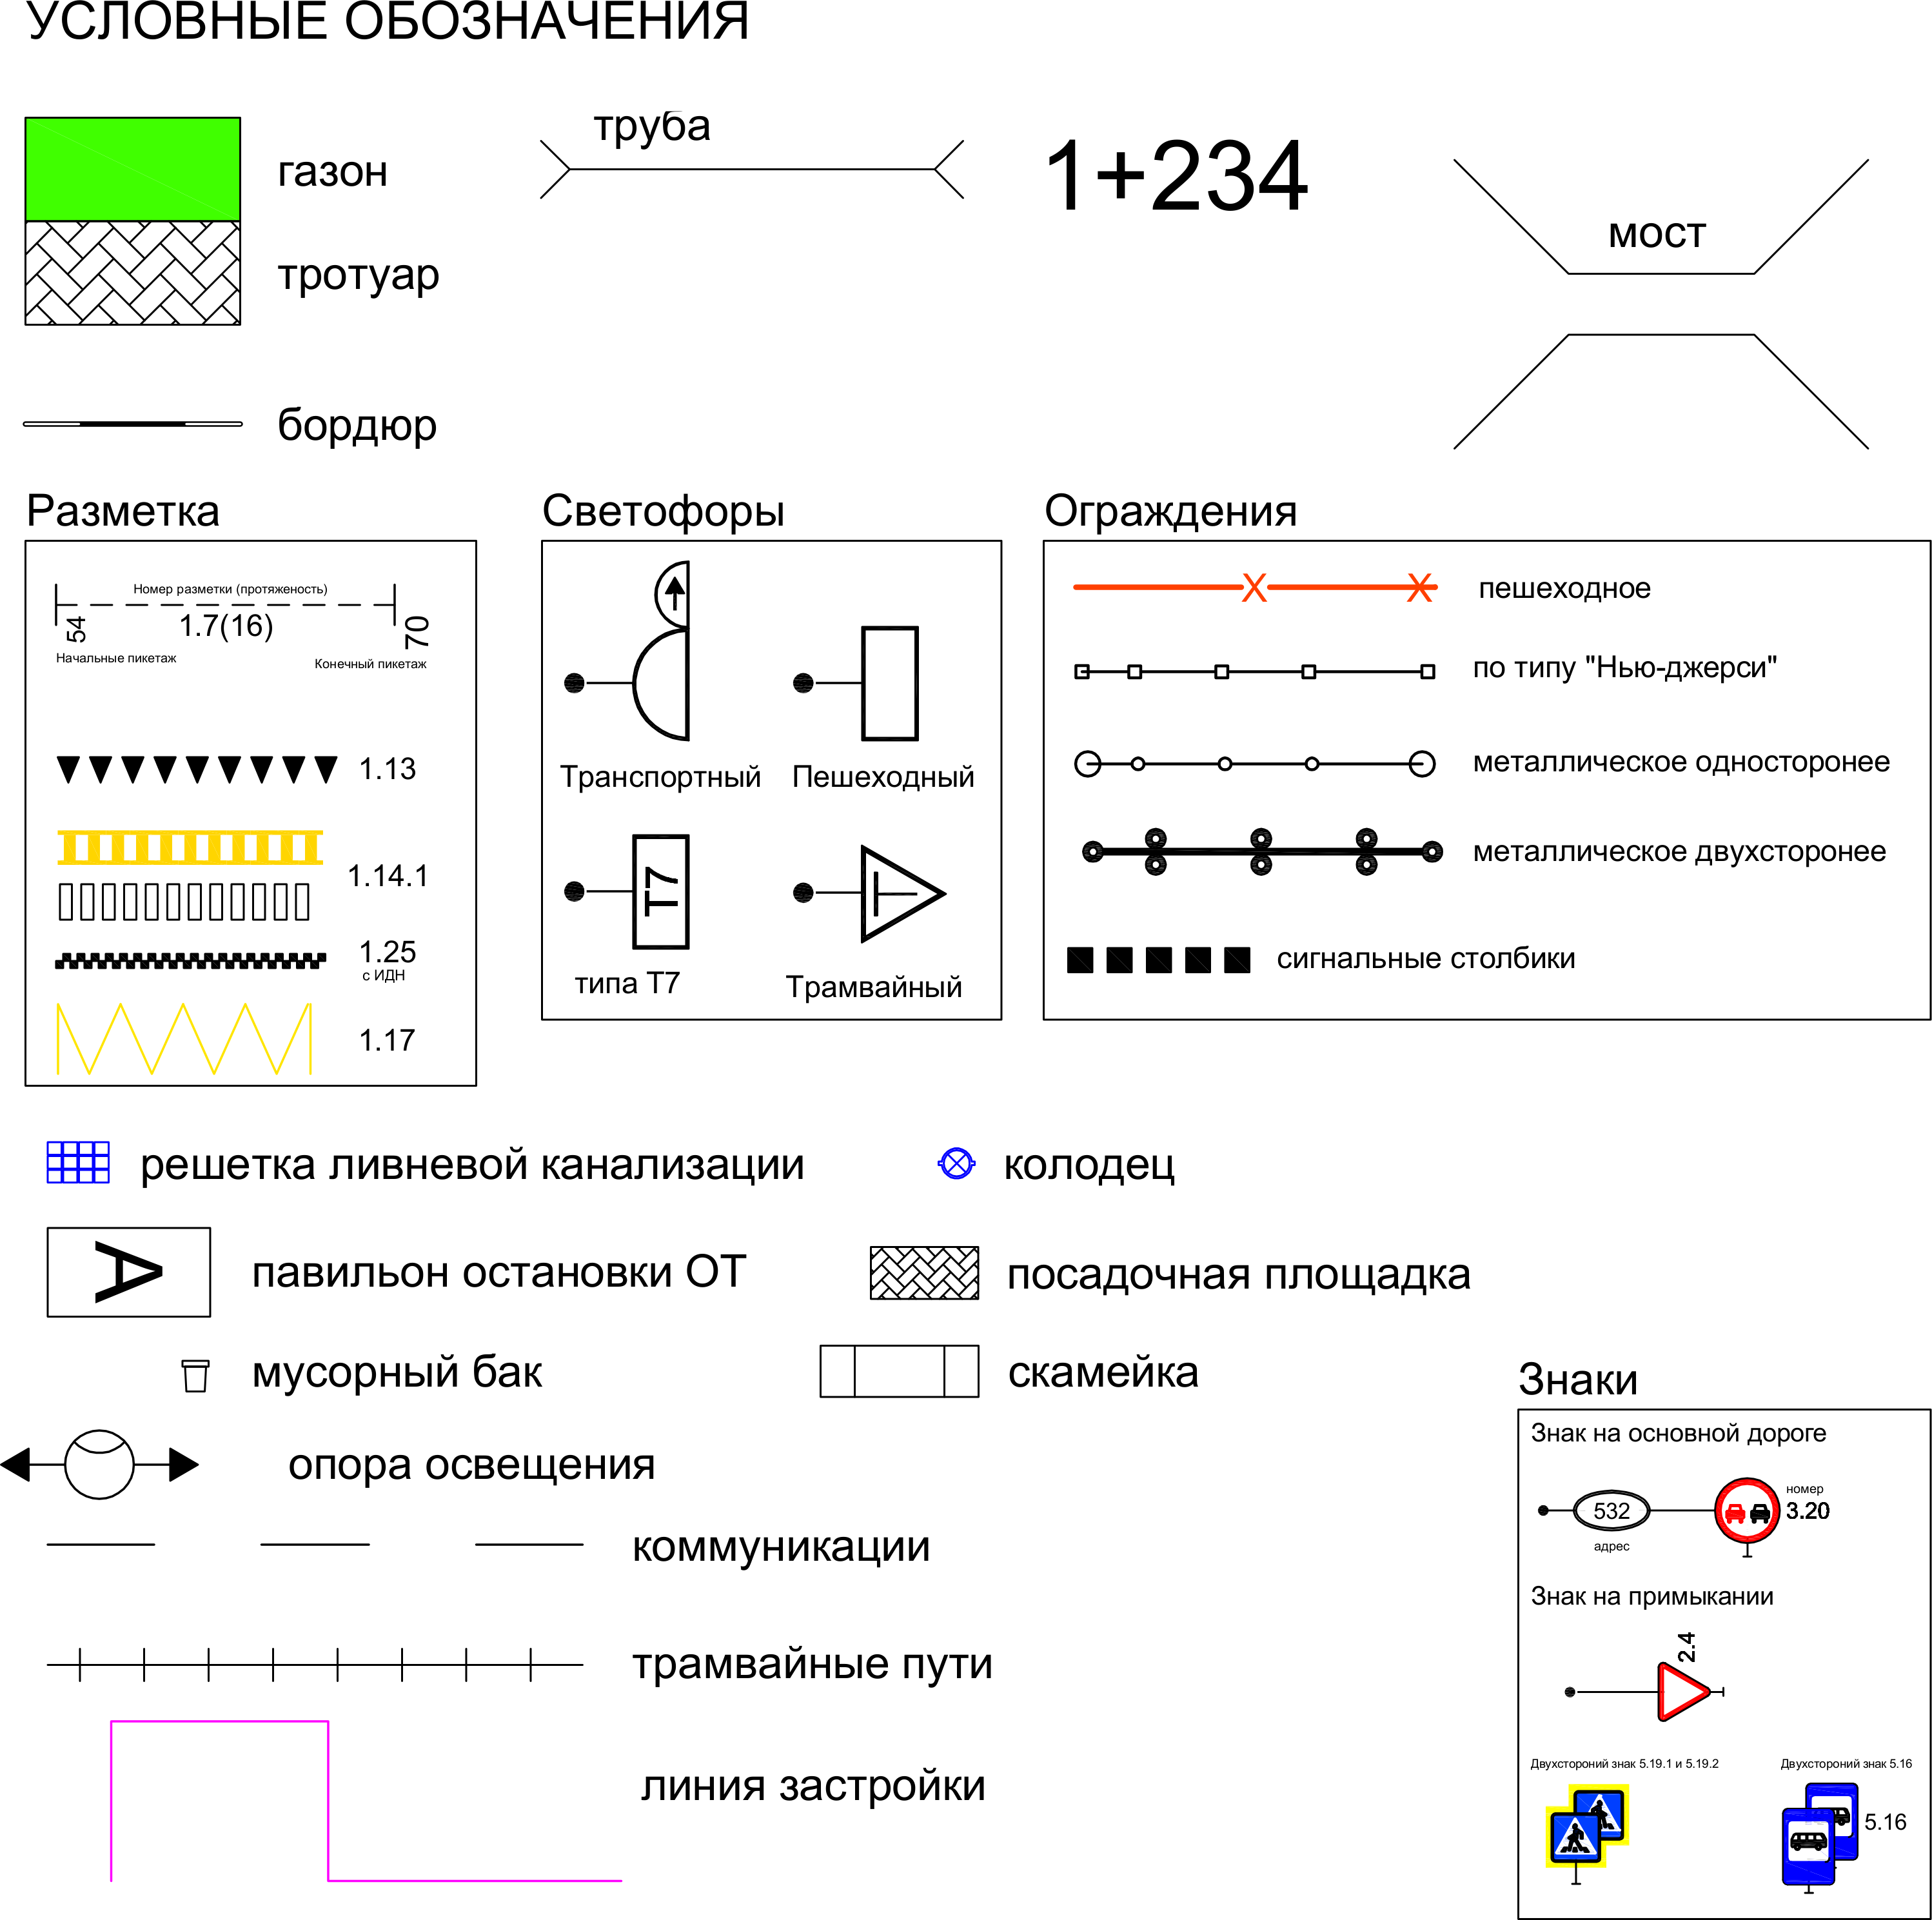 УСЛОВНЫЕ ОБОЗНАЧЕНИЯ
газон
труба
1+234
мост
тротуар
бордюр
Разметка
Номер разметки (протяженость)
1.7(16)
54
70
Начальные пикетаж
Конечный пикетаж
1.13
1.14.1
1.25
с ИДН
1.17
Светофоры
Транспортный
Пешеходный
T7
типа Т7
Т
Трамвайный
Ограждения
пешеходное
по типу "Нью-джерси"
металлическое односторонее
металлическое двухстороннее
сигнальные столбики
решетка ливневой канализации
колодец
А
павильон остановки ОТ
посадочная площадка
мусорный бак
скамейка
опора освещения
коммуникации
трамвайные пути
линия застройки
Знаки
Знак на основной дороге
532
адрес
номер
3.20
Знак на примыкании
2.4
Двухстороний знак 5.19.1 и 5.19.2
Двухстороний знак 5.16
5.16